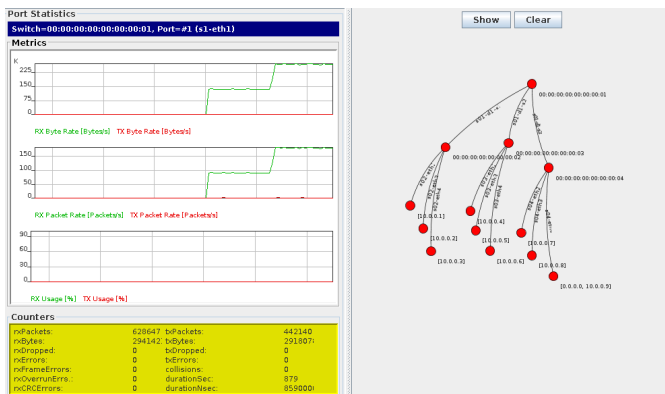 Port Statistics
Switch=00:00:00:00:00:00:00:01, Port=#1 (s1-eth1)
Metrics
K
225
150
75
0
RX Byte Rate [Bytes/s] TX Byte Rate [Bytes/s]
150
100
50
0
RX Packet Rate [Packets/s] TX Packet Rate [Packets/s]
90
60
30
0
RX Usage [%] TX Usage [%]
Counters
rxPackets: 628647 txPackets: 442140
rxBytes: txBytes:
rxDropped: 0 txDropped: 0
rxErrors: 0 txErrors: 0
rxFrameErrors: 0 collisions: 0
rxOverrunErrs.: 0 durationSec: 879
rxCRCErrors: 0 durationNsec:
Show Clear
00:00:00:00:00:00:00:01
00:00:00:00:00:00:00:02
00:00:00:00:00:00:00:03
00:00:00:00:00:00:00:04
[10.0.0.1]
[10.0.0.2]
[10.0.0.3]
[10.0.0.4]
[10.0.0.5]
[10.0.0.6]
[10.0.0.7]
[10.0.0.8]
[0.0.0.0, 10.0.0.9]